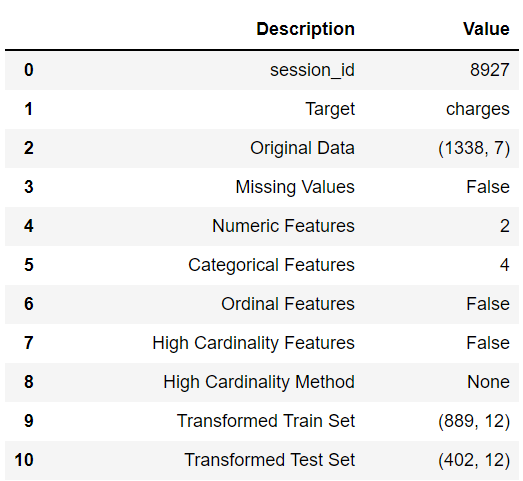 Description Value
0 session_id 8927
1 Target charges
2 Original Data (1338, 7)
3 Missing Values False
4 Numeric Features 2
5 Categorical Features 4
6 Ordinal Features False
7 High Cardinality Features False
8 High Cardinality Method None
9 Transformed Train Set (889, 12)
10 Transformed Test Set (402, 12)